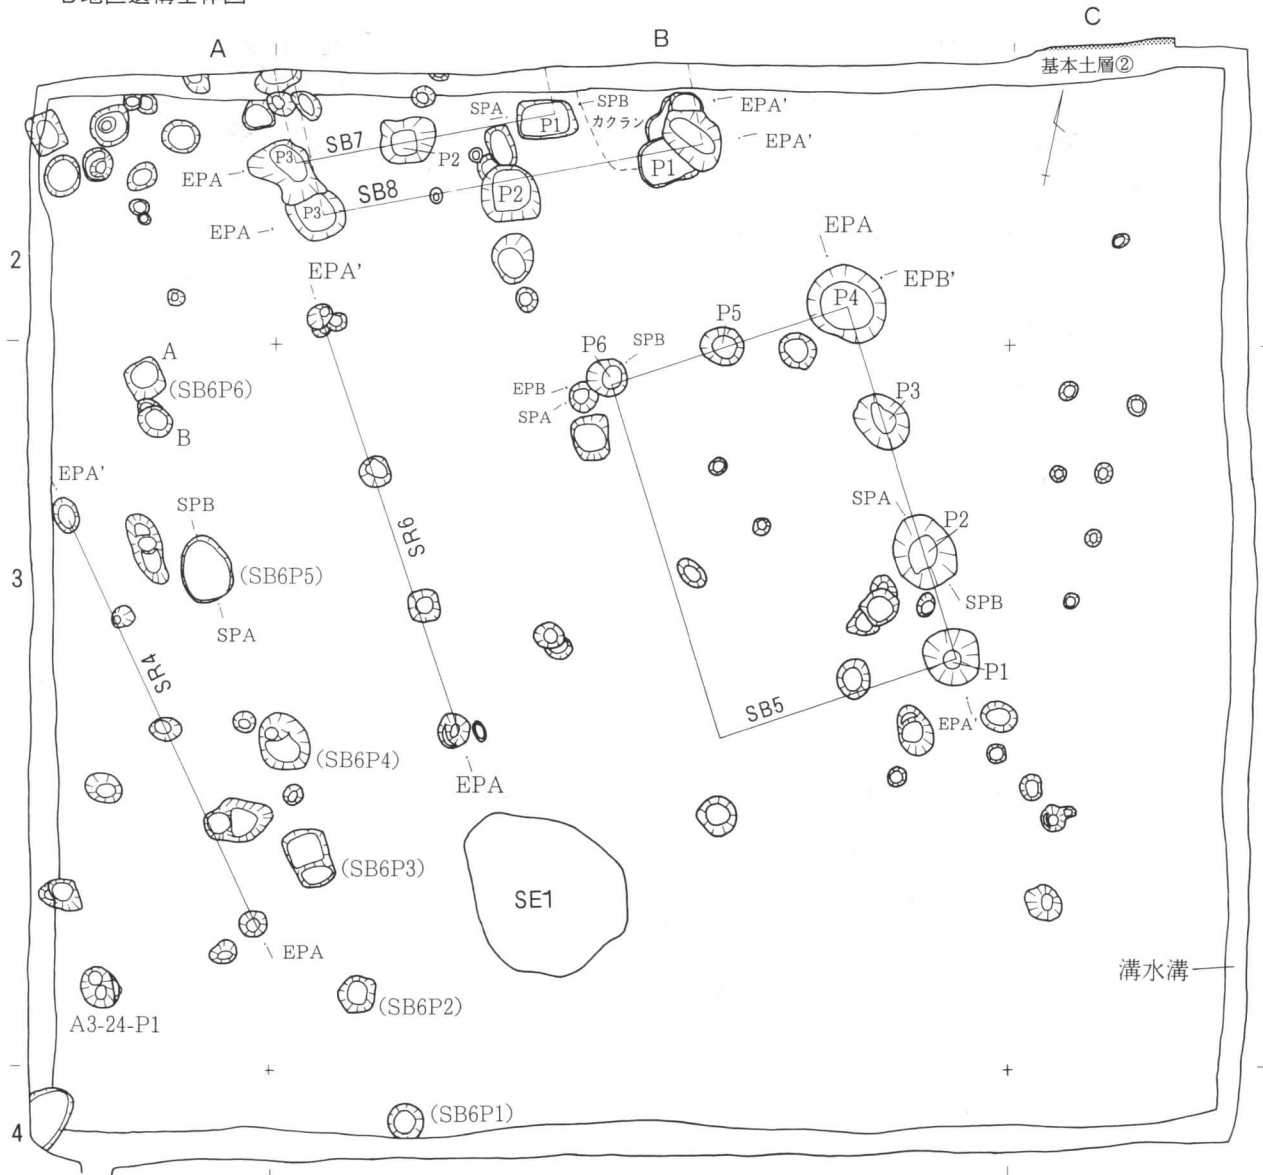 A
B
C
基本土層②
SPA
P1
SPB
カクラン
EPA'
EPA'
SB7
P2
P3
EPA
P1
SB8
P2
P3
EPA
2
EPA'
EPA
EPB'
P4
P5
P6
SPB
EPB
SPA
P3
A
(SB6P6)
B
EPA'
SPB
SR6
SPA
P2
3
(SB6P5)
SPA
SPB
SR4
P1
SB5
EPA'
(SB6P4)
EPA
(SB6P3)
SE1
EPA
溝水溝
(SB6P2)
A3-24-P1
(SB6P1)
4